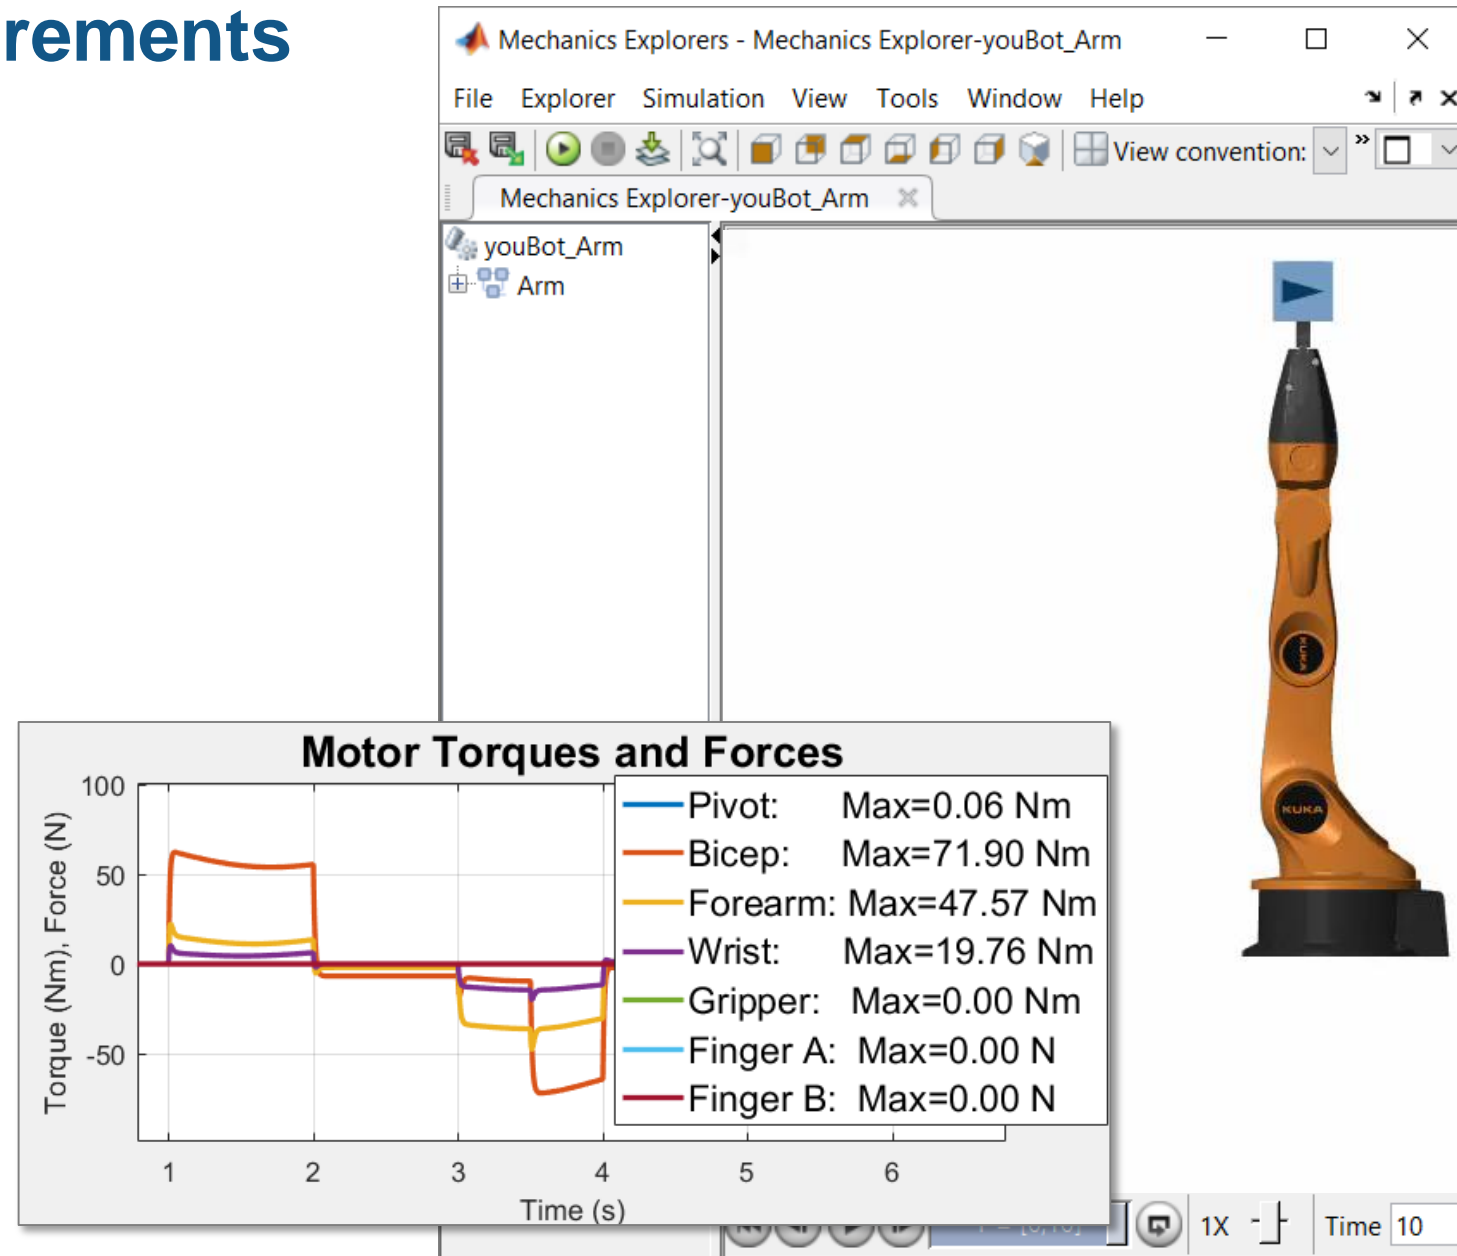 rements
Mechanics Explorers - Mechanics Explorer-youBot_Arm
File Explorer Simulation View Tools Window Help
View convention: »
Mechanics Explorer-youBot_Arm
youBot_Arm
Arm
KUKA
KUKA
Motor Torques and Forces
Torque (Nm), Force (N)
100
50
0
-50
Pivot: Max=0.06 Nm
Bicep: Max=71.90 Nm
Forearm: Max=47.57 Nm
Wrist: Max=19.76 Nm
Gripper: Max=0.00 Nm
Finger A: Max=0.00 N
Finger B: Max=0.00 N
1 2 3 4 5 6
Time (s)
1X Time 10